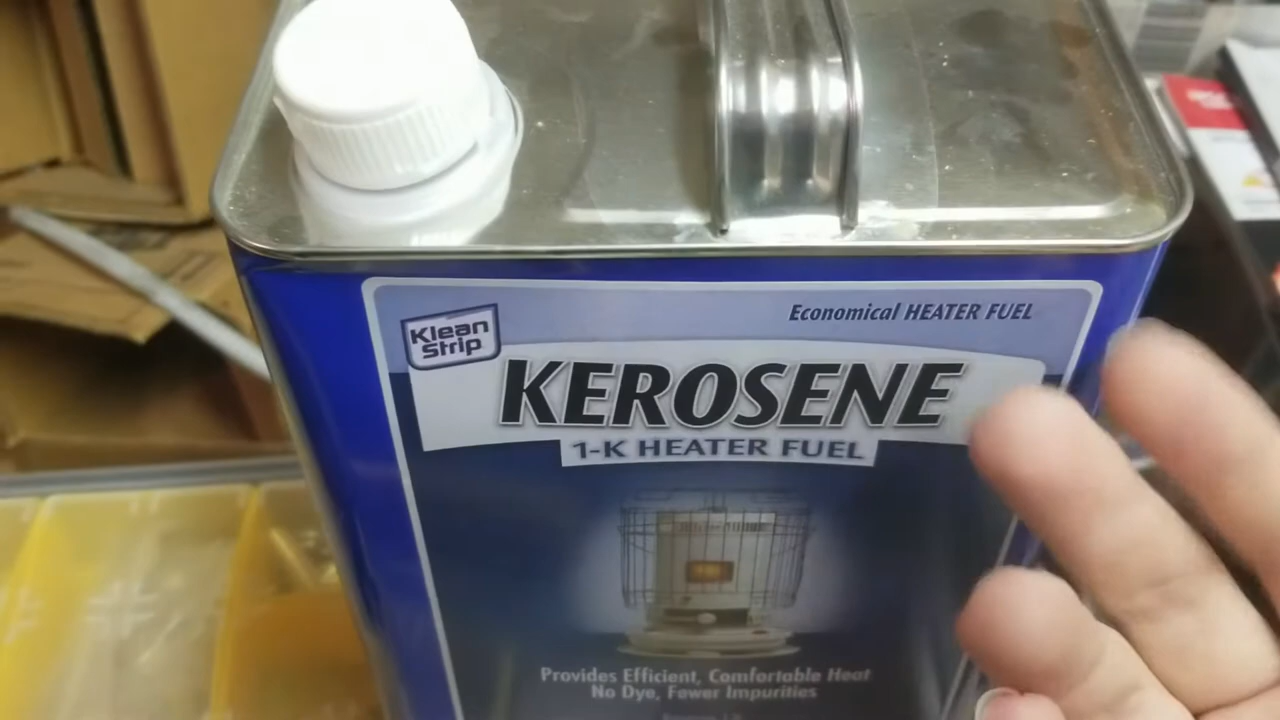 Economical HEATER FUEL
Klean
Strip
KEROSENE
1-K HEATER FUEL
Provides Efficient, Comfortable Heat
No Dye, Fewer Impurities